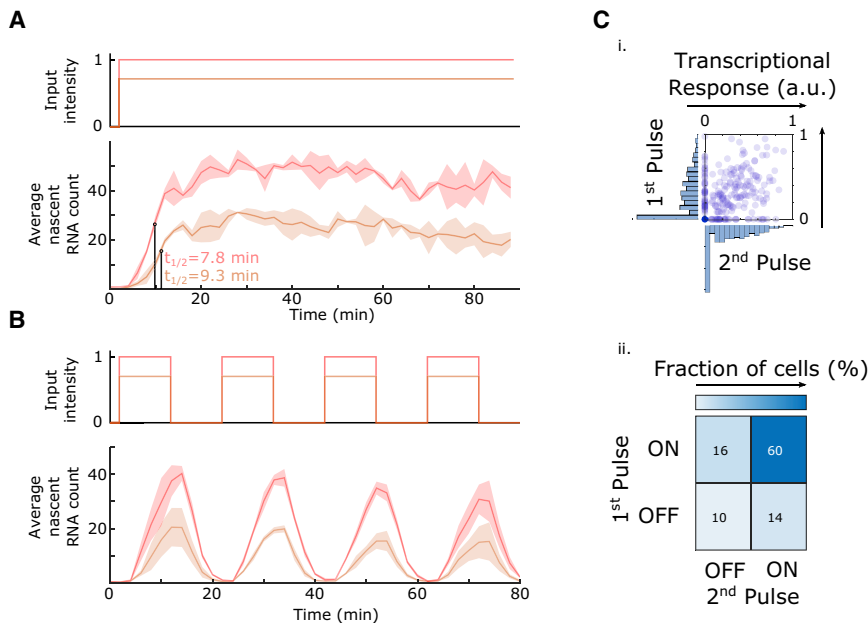 A
1
Input
intensity
0
Average
nascent
RNA count
40
20
t1/2=7.8 min
t1/2=9.3 min
0 20 40 60 80
Time (min)
B
1
Input
intensity
0
Average
nascent
RNA count
40
20
0 20 40 60 80
Time (min)
C
i.
Transcriptional
Response (a.u.)
0 1
1
0
1st Pulse
2nd Pulse
ii.
Fraction of cells (%)
1st Pulse
ON
16 60
OFF
10 14
OFF ON
2nd Pulse